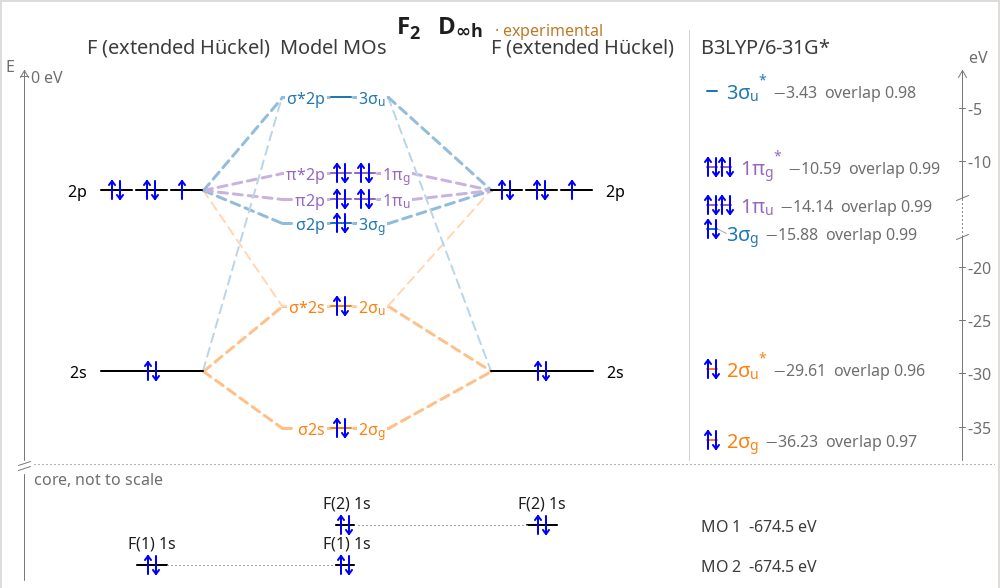 F₂ D∞h · experimental
F (extended Hückel) Model MOs F (extended Hückel) B3LYP/6-31G*
E
0 eV
eV
σ*2p 3σᵤ
3σᵤ* −3.43 overlap 0.98
-5
π*2p 1πg
1πg* −10.59 overlap 0.99
-10
2p 2p
π2p 1πᵤ
1πᵤ −14.14 overlap 0.99
σ2p 3σg
3σg −15.88 overlap 0.99
-20
σ*2s 2σᵤ
-25
2s 2s
2σᵤ* −29.61 overlap 0.96
-30
σ2s 2σg
2σg −36.23 overlap 0.97
-35
core, not to scale
F(2) 1s F(2) 1s
MO 1 -674.5 eV
F(1) 1s F(1) 1s
MO 2 -674.5 eV